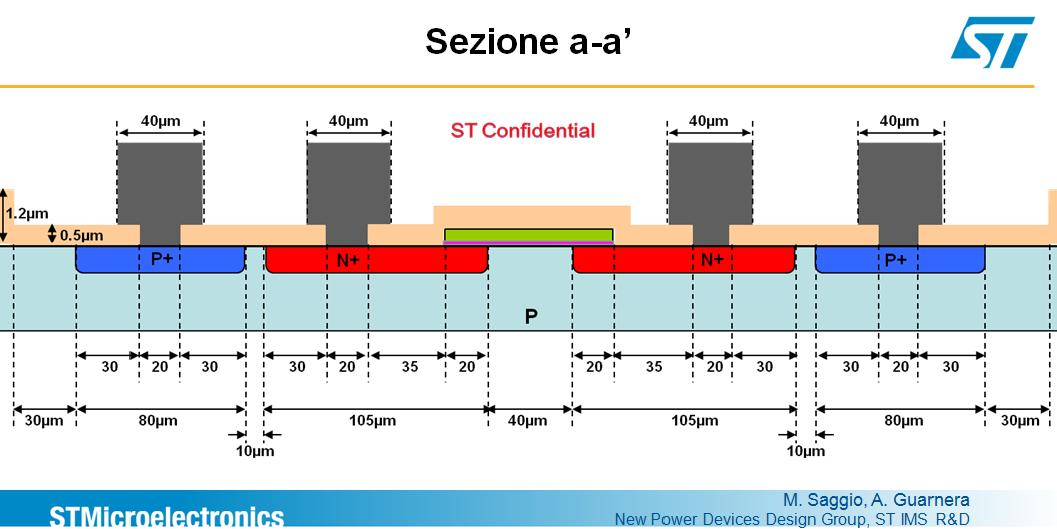 Sezione a-a'
ST
ST Confidential
40µm 40µm 40µm 40µm
1.2µm
0.5µm
P+ N+ N+ P+
P
30 20 30 30 20 35 20 20 35 20 30 30 20 30
30µm 80µm 105µm 40µm 105µm 80µm 30µm
10µm 10µm
STMicroelectronics
M. Saggio, A. Guarnera
New Power Devices Design Group, ST IMS R&D